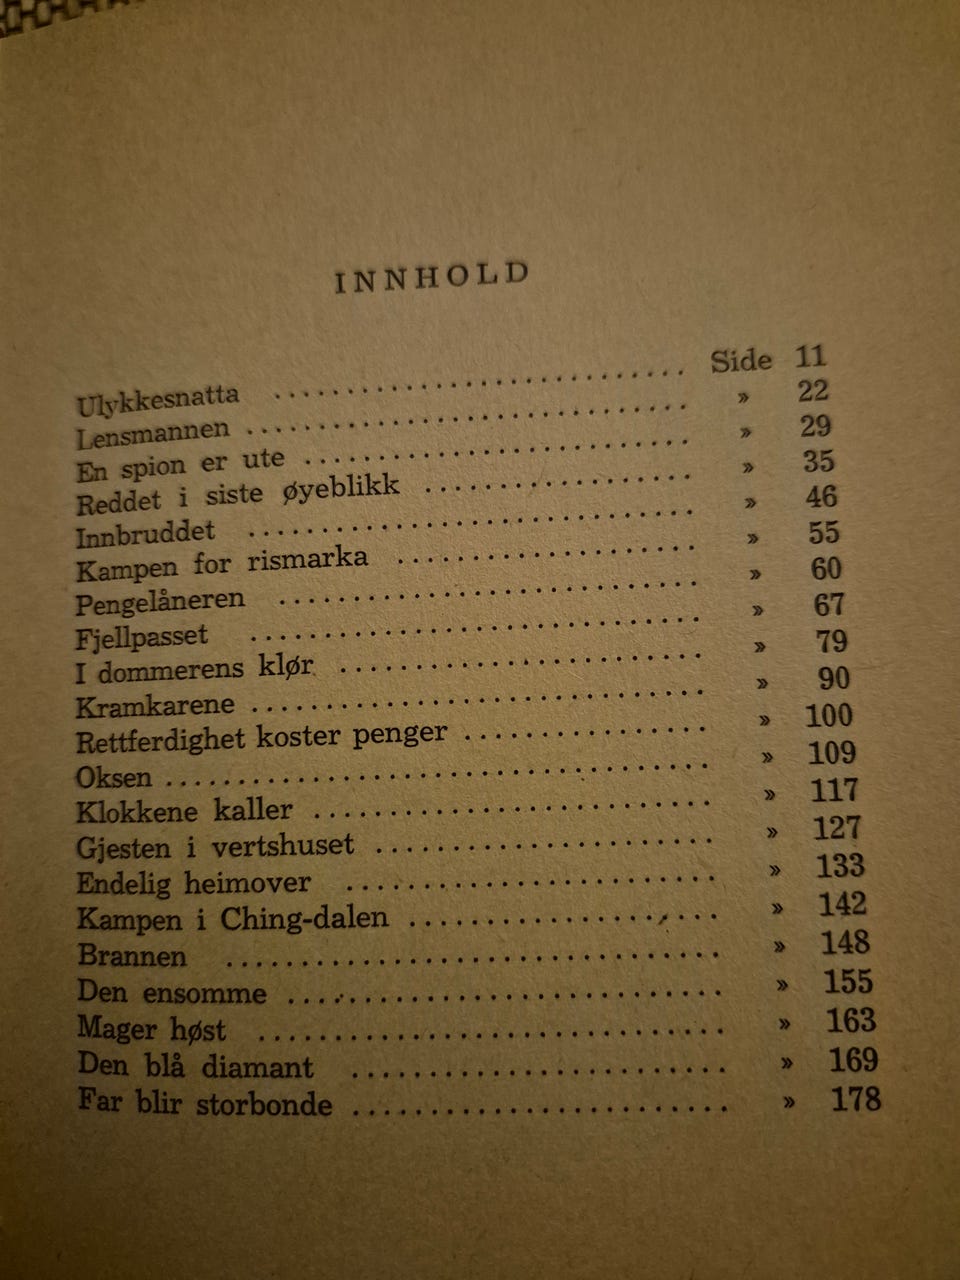 INNHOLD
Ulykkesnatta ........................... Side 11
Lensmannen ............................. » 22
En spion er ute ........................ » 29
Reddet i siste øyeblikk ................ » 35
Innbruddet ............................. » 46
Kampen for rismarka .................... » 55
Pengelåneren ........................... » 60
Fjellpasset ............................ » 67
I dommerens klør ....................... » 79
Kramkarene ............................. » 90
Rettferdighet koster penger ............ » 100
Oksen .................................. » 109
Klokkene kaller ........................ » 117
Gjesten i vertshuset ................... » 127
Endelig heimover ....................... » 133
Kampen i Ching-dalen ................... » 142
Brannen ................................ » 148
Den ensomme ............................ » 155
Mager høst ............................. » 163
Den blå diamant ........................ » 169
Far blir storbonde ..................... » 178